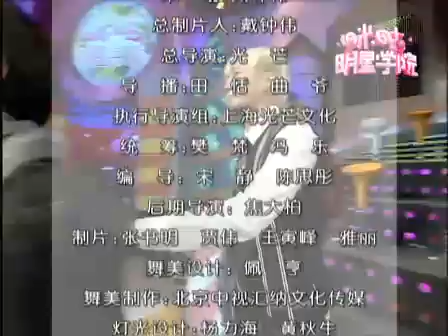 总制片人：戴钟伟
总导演：光 芒
导 播：田 恬 曲 爷
执行导演组：上海光芒文化
统 筹：樊 梵 冯 乐
编 导：宋 静 陈思彤
后期导演：焦大柏
制片：张书明 贾伟 王寅峰 雅丽
舞美设计：佩 亨
舞美制作：北京中视汇纳文化传媒
灯光设计：杨力海 黄秋生
明星学院